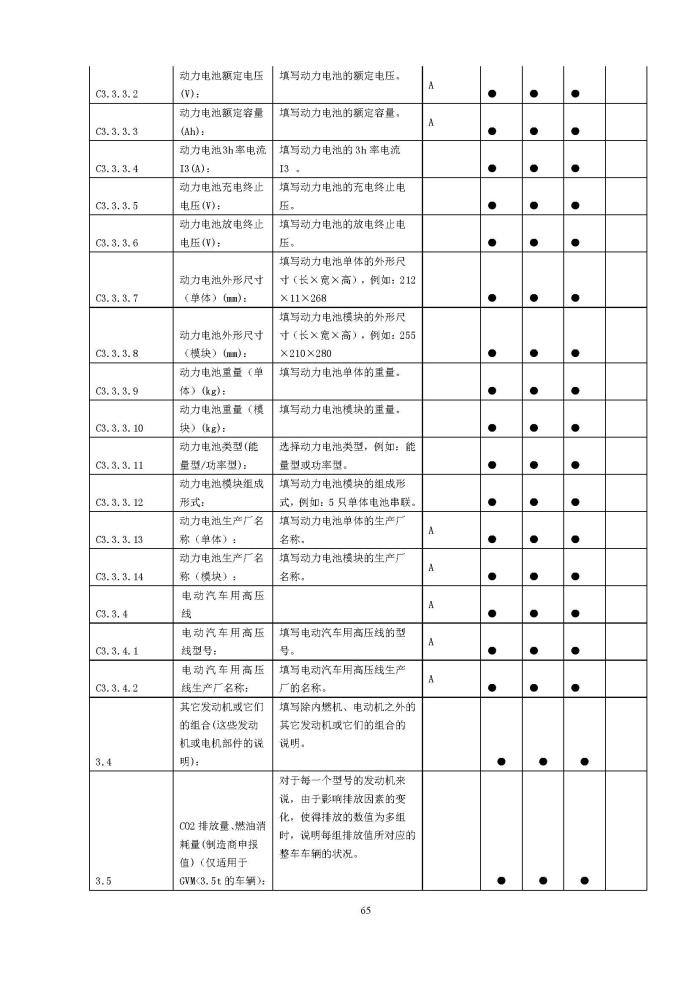 动力电池额定电压 填写动力电池的额定电压。
C3.3.3.2 (V)： A ● ● ●
动力电池额定容量 填写动力电池的额定容量。
C3.3.3.3 (Ah)： A ● ● ●
动力电池3h率电流 填写动力电池的 3h 率电流
C3.3.3.4 I3(A)： I3 。 ● ● ●
动力电池充电终止 填写动力电池的充电终止电
C3.3.3.5 电压(V)： 压。 ● ● ●
动力电池放电终止 填写动力电池的放电终止电
C3.3.3.6 电压(V)： 压。 ● ● ●
填写动力电池单体的外形尺
动力电池外形尺寸 寸（长×宽×高），例如：212
C3.3.3.7 （单体）(mm)： ×11×268 ● ● ●
填写动力电池模块的外形尺
动力电池外形尺寸 寸（长×宽×高），例如：255
C3.3.3.8 （模块）(mm)： ×210×280 ● ● ●
动力电池重量（单 填写动力电池单体的重量。
C3.3.3.9 体）(kg)： ● ● ●
动力电池重量（模 填写动力电池模块的重量。
C3.3.3.10 块）(kg)： ● ● ●
动力电池类型(能 选择动力电池类型，例如：能
C3.3.3.11 量型/功率型)： 量型或功率型。 ● ● ●
动力电池模块组成 填写动力电池模块的组成形
C3.3.3.12 形式： 式，例如：5 只单体电池串联。 ● ● ●
动力电池生产厂名 填写动力电池单体的生产厂
C3.3.3.13 称（单体）： 名称。 A ● ● ●
动力电池生产厂名 填写动力电池模块的生产厂
C3.3.3.14 称（模块）： 名称。 A ● ● ●
电动汽车用高压
C3.3.4 线 A ● ● ●
电动汽车用高压 填写电动汽车用高压线的型
C3.3.4.1 线型号： 号。 A ● ● ●
电动汽车用高压 填写电动汽车用高压线生产
C3.3.4.2 线生产厂名称： 厂的名称。 A ● ● ●
其它发动机或它们 填写除内燃机、电动机之外的
的组合(这些发动 其它发动机或它们的组合的
机或电机部件的说 说明。
3.4 明)： ● ● ●
对于每一个型号的发动机来
说，由于影响排放因素的变
化，使得排放的数值为多组
CO2 排放量、燃油消 时，说明每组排放值所对应的
耗量(制造商申报 整车车辆的状况。
值)（仅适用于
3.5 GVM<3.5t 的车辆)： ● ● ●
65